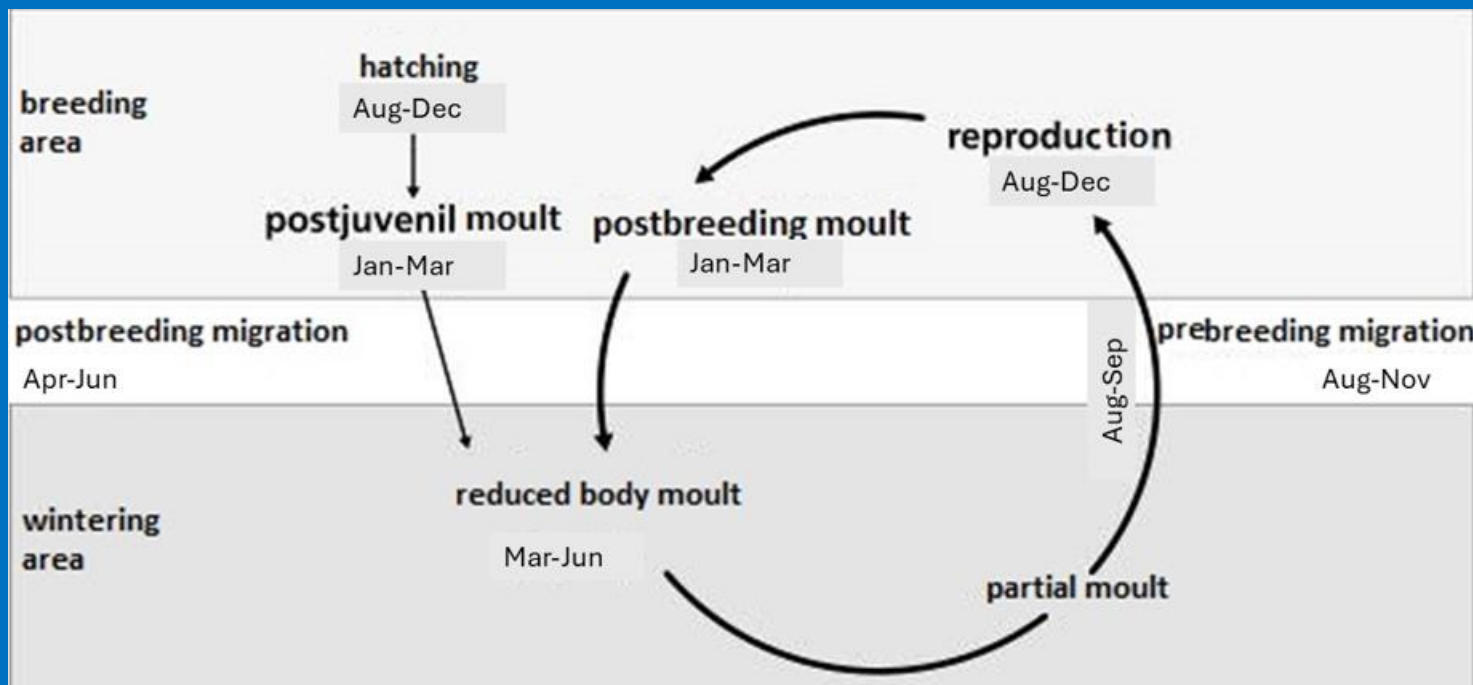 hatching
Aug-Dec
breeding
area
reproduction
Aug-Dec
postjuvenil moult
Jan-Mar
postbreeding moult
Jan-Mar
postbreeding migration
Apr-Jun
prebreeding migration
Aug-Nov
Aug-Sep
reduced body moult
Mar-Jun
wintering
area
partial moult